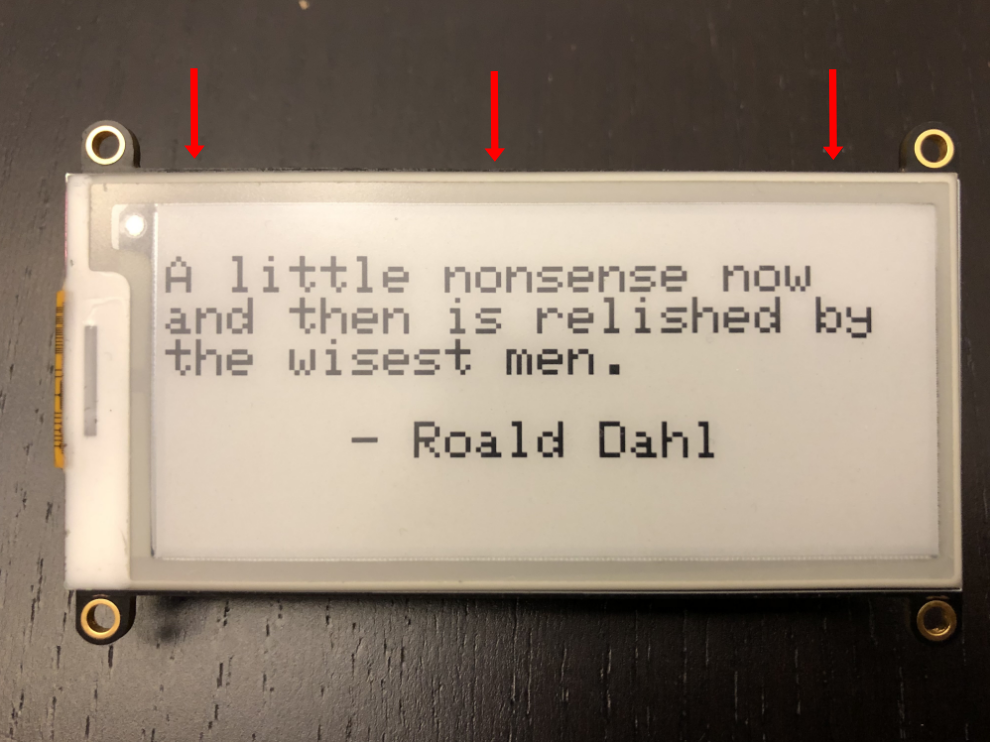 A little nonsense now
and then is relished by
the wisest men.
- Roald Dahl